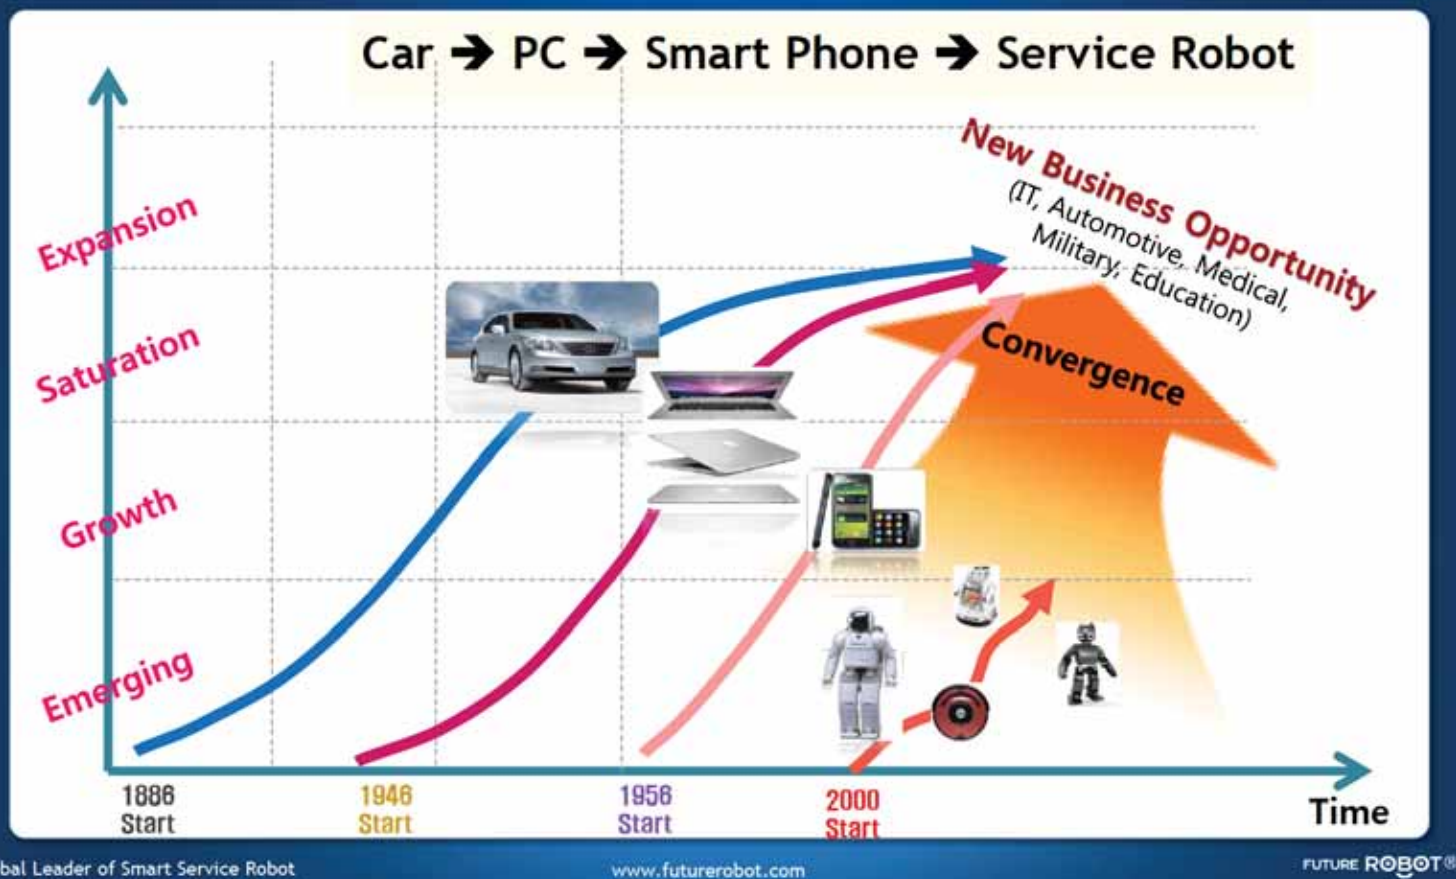 Car ➔ PC ➔ Smart Phone ➔ Service Robot
New Business Opportunity
(IT, Automotive, Medical,
Military, Education)
Convergence
Expansion
Saturation
Growth
Emerging
1886
Start
1946
Start
1956
Start
2000
Start
Time
bal Leader of Smart Service Robot
www.futurerobot.com
FUTURE ROBOT®